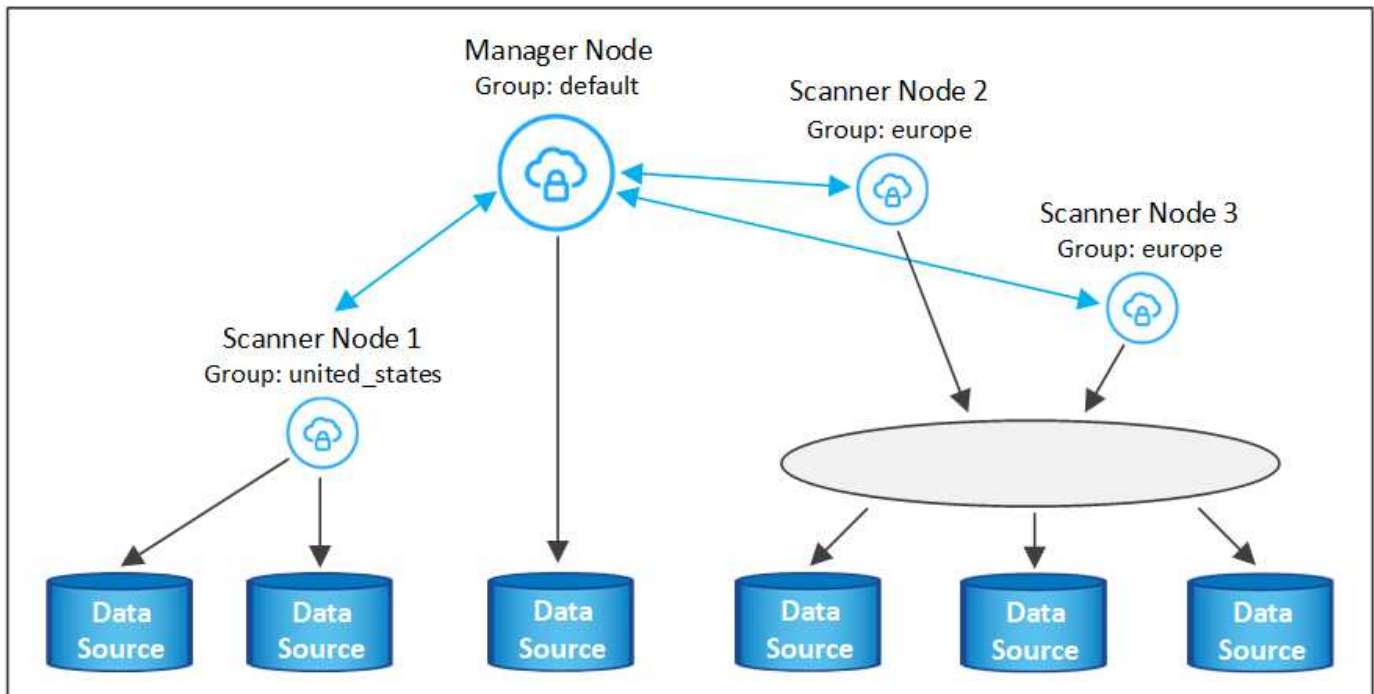 Manager Node
Group: default
Scanner Node 2
Group: europe
Scanner Node 3
Group: europe
Scanner Node 1
Group: united_states
Data
Source
Data
Source
Data
Source
Data
Source
Data
Source
Data
Source